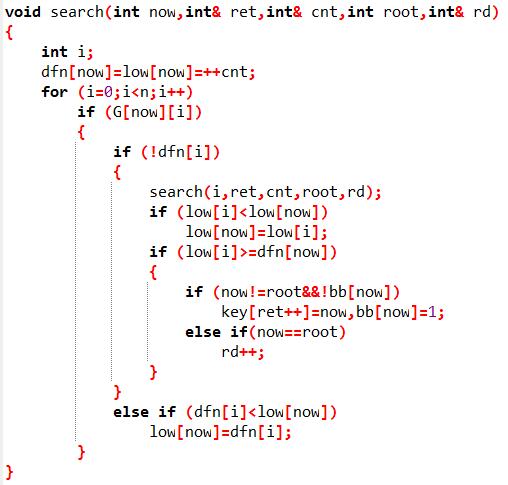 void search(int now,int& ret,int& cnt,int root,int& rd)
{
    int i;
    dfn[now]=low[now]=++cnt;
    for (i=0;i<n;i++)
        if (G[now][i])
        {
            if (!dfn[i])
            {
                search(i,ret,cnt,root,rd);
                if (low[i]<low[now])
                    low[now]=low[i];
                if (low[i]>=dfn[now])
                {
                    if (now!=root&&!bb[now])
                        key[ret++]=now,bb[now]=1;
                    else if(now==root)
                        rd++;
                }
            }
            else if (dfn[i]<low[now])
                low[now]=dfn[i];
        }
}